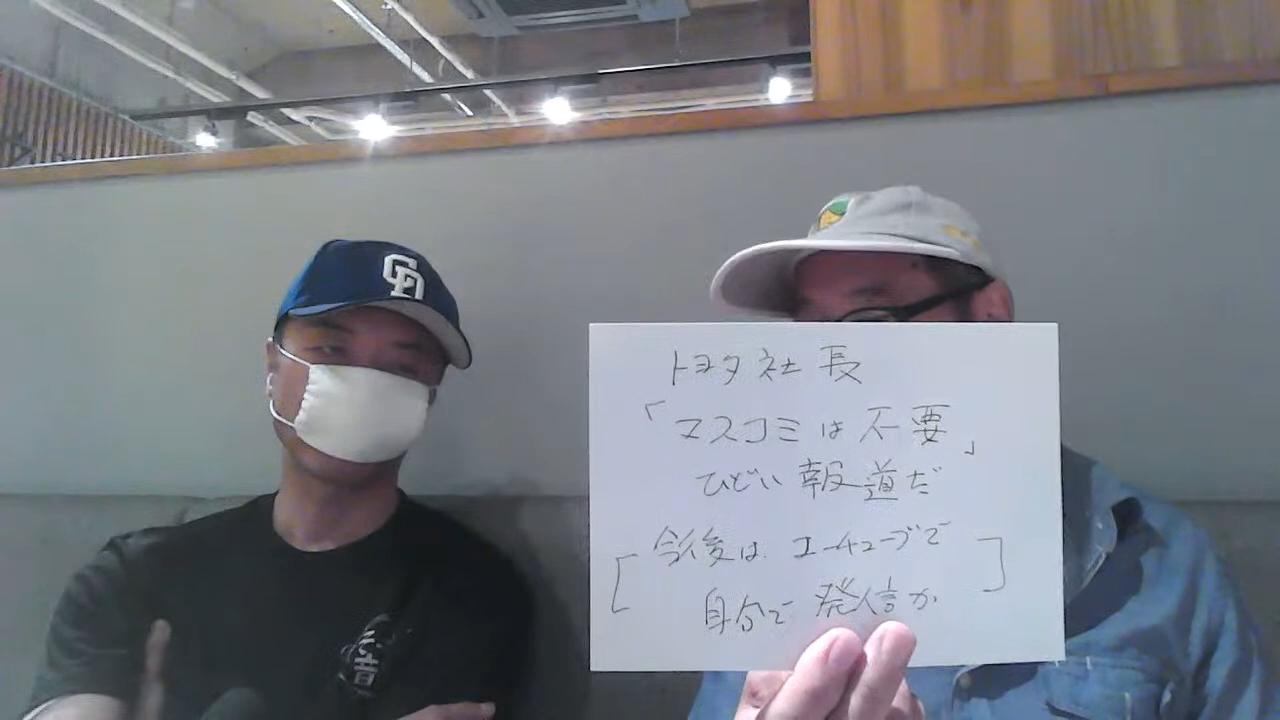 CD
トヨタ社長
「マスコミは不要」
ひどい報道だ
[今後は、ユーチューブで
自分で発信か]